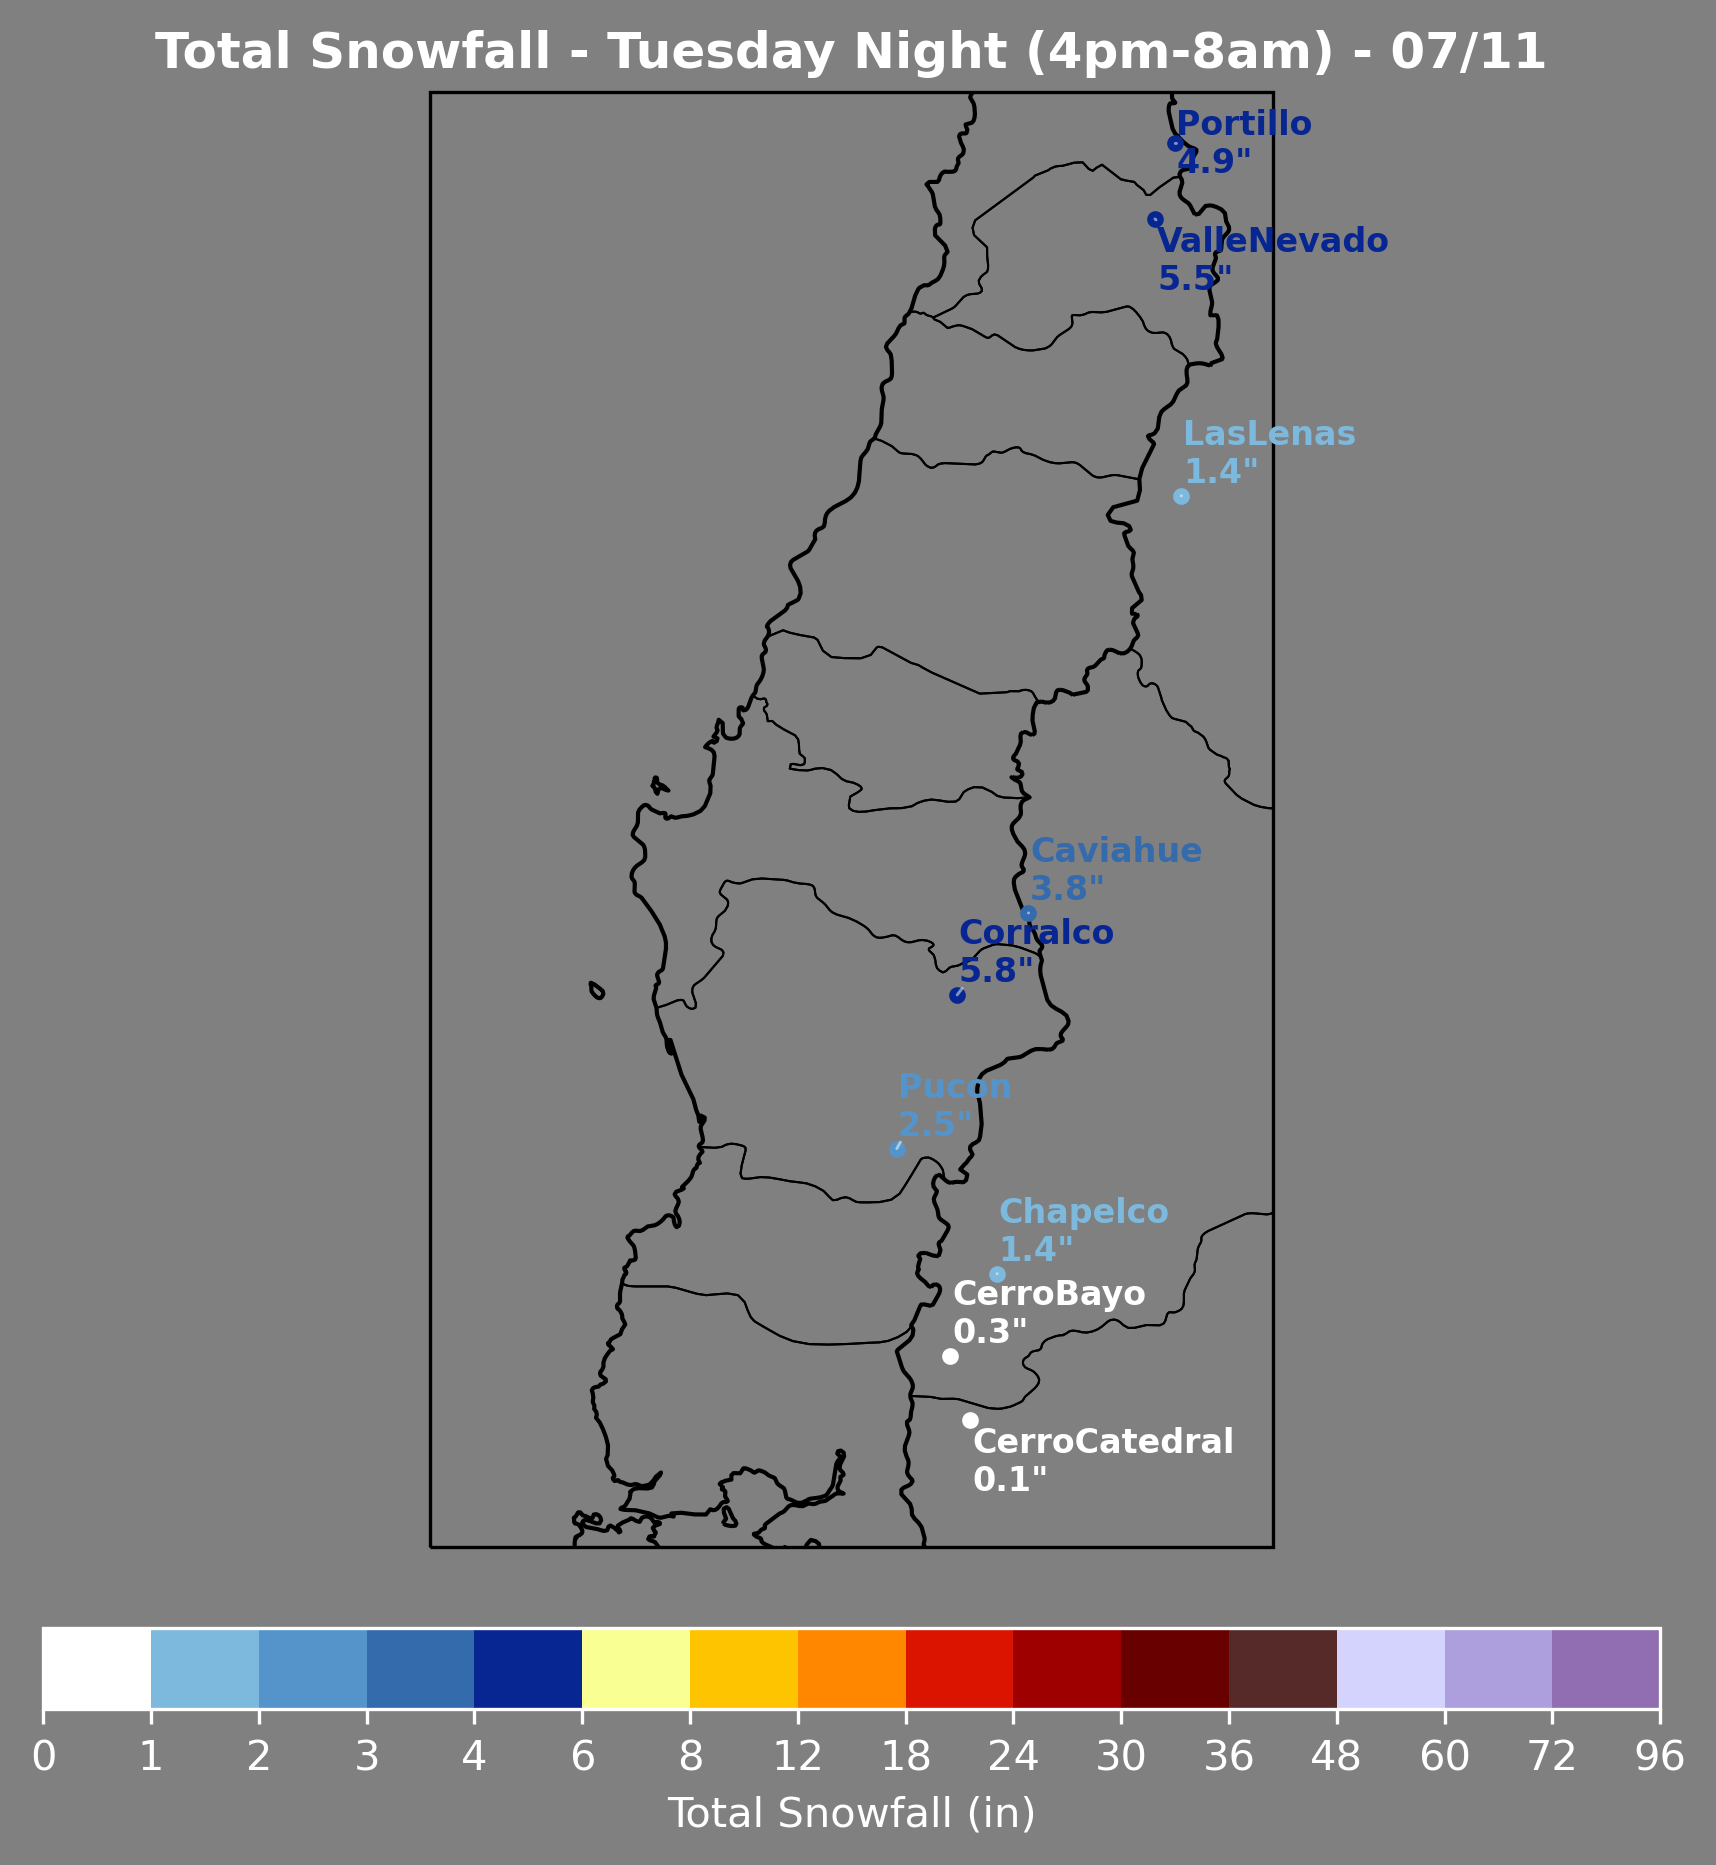 Total Snowfall - Tuesday Night (4pm-8am) - 07/11
Portillo
4.9"
ValleNevado
5.5"
LasLenas
1.4"
Caviahue
3.8"
Corralco
5.8"
Pucon
2.5"
Chapelco
1.4"
CerroBayo
0.3"
CerroCatedral
0.1"
0 1 2 3 4 6 8 12 18 24 30 36 48 60 72 96
Total Snowfall (in)